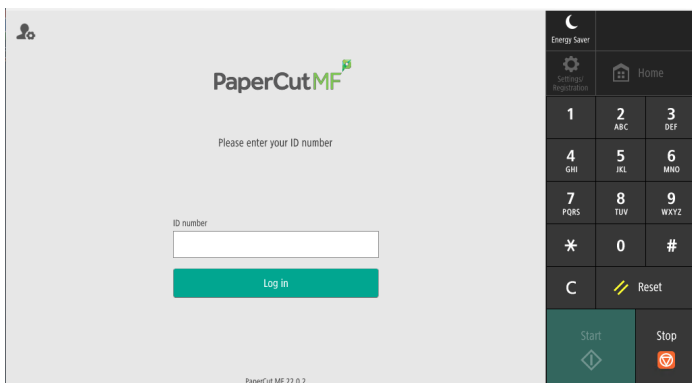 PaperCutMF
Please enter your ID number
ID number
Log in
PaperCut MF 22.0.2
Energy Saver
Settings/
Registration
Home
1
2
ABC
3
DEF
4
GHI
5
JKL
6
MNO
7
PQRS
8
TUV
9
WXYZ
*
0
#
C
Reset
Start
Stop